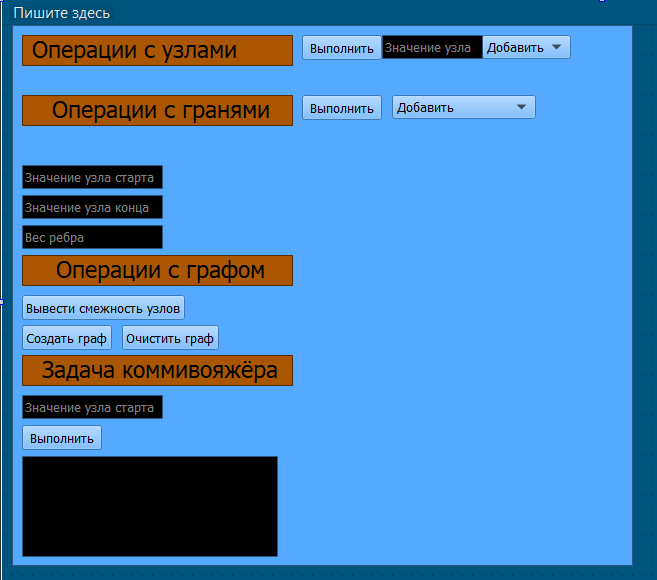 Пишите здесь
Операции с узлами Выполнить Значение узла Добавить
Операции с гранями Выполнить Добавить
Значение узла старта
Значение узла конца
Вес ребра
Операции с графом
Вывести смежность узлов
Создать граф Очистить граф
Задача коммивояжёра
Значение узла старта
Выполнить